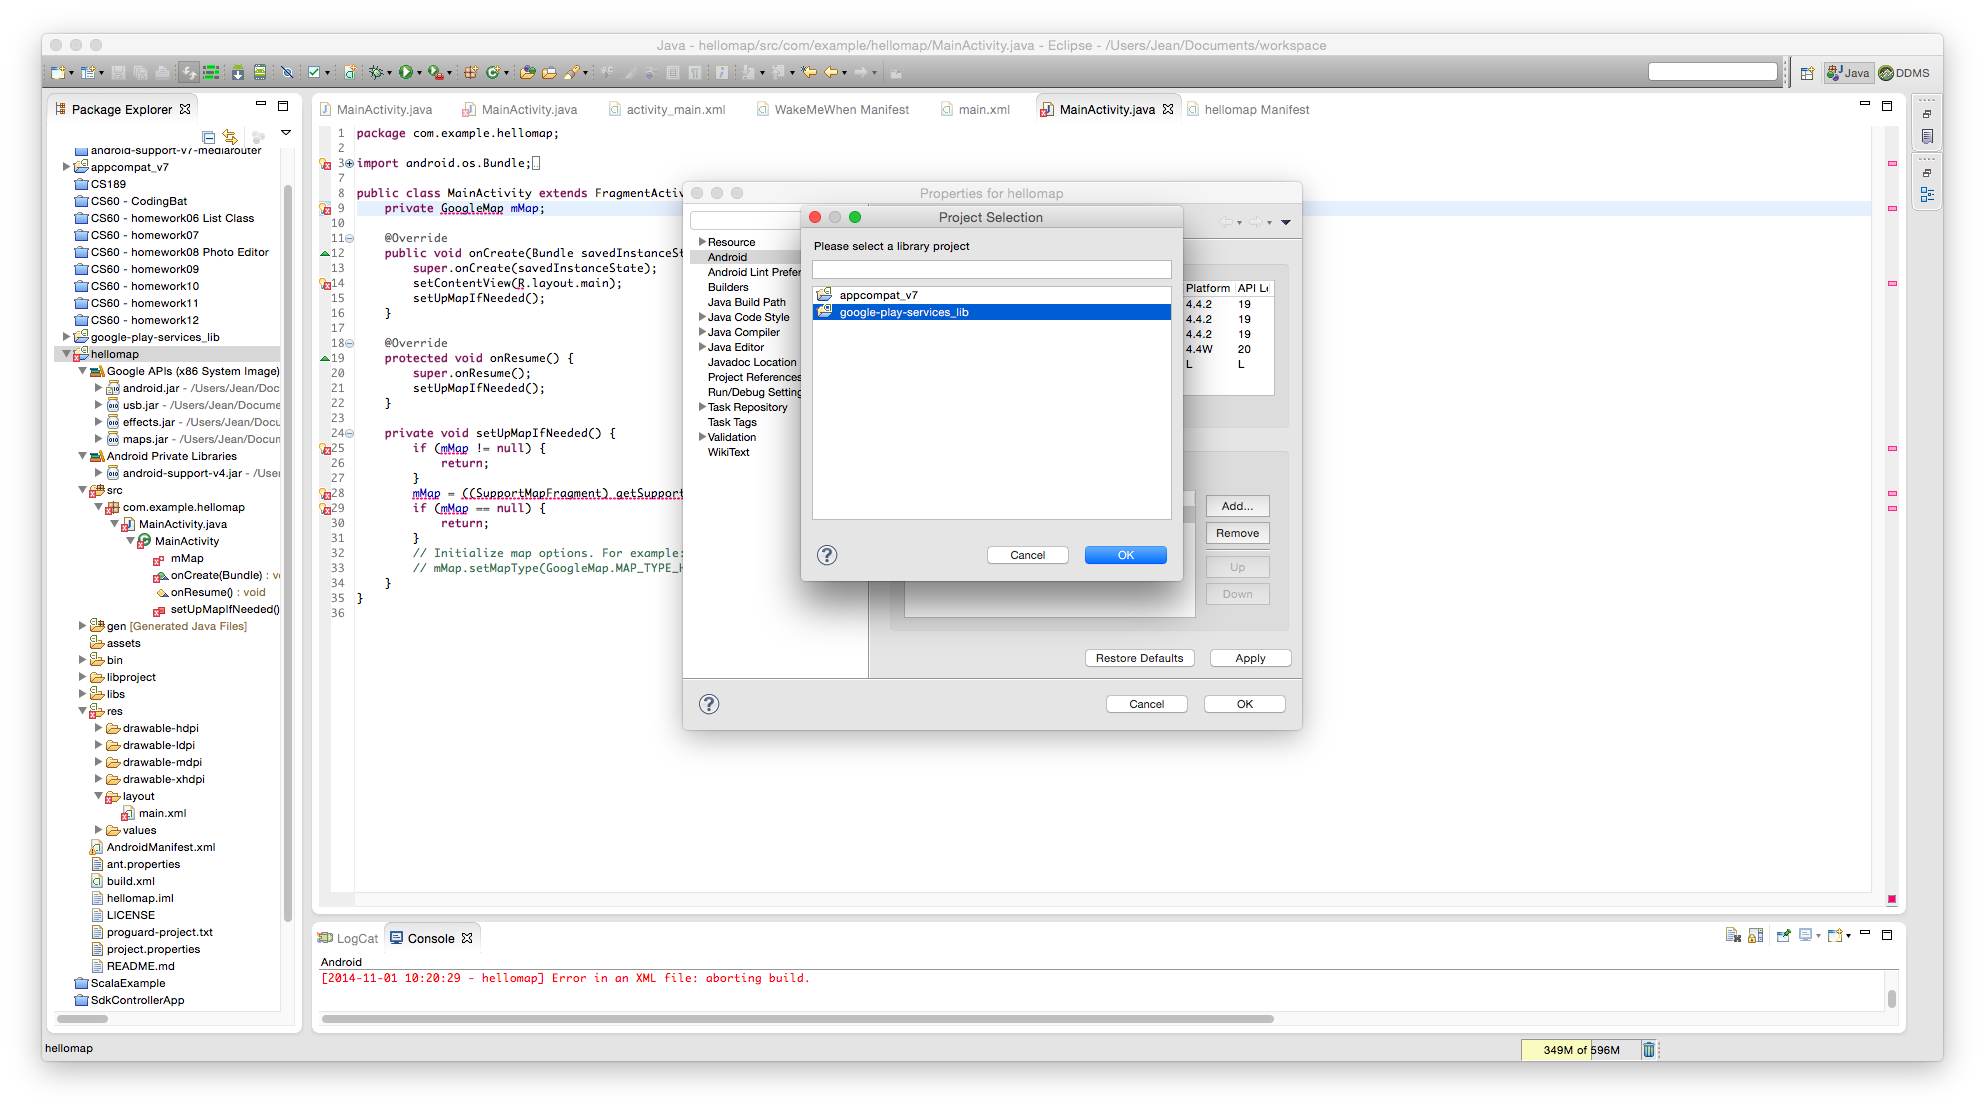 Java - hellomap/src/com/example/hellomap/MainActivity.java - Eclipse - /Users/Jean/Documents/workspace
Java
DDMS
Package Explorer
android-support-v7-mediarouter
appcompat_v7
CS189
CS60 - CodingBat
CS60 - homework06 List Class
CS60 - homework07
CS60 - homework08 Photo Editor
CS60 - homework09
CS60 - homework10
CS60 - homework11
CS60 - homework12
google-play-services_lib
hellomap
Google APIs (x86 System Image)
android.jar - /Users/Jean/Doc
usb.jar - /Users/Jean/Docume
effects.jar - /Users/Jean/Docu
maps.jar - /Users/Jean/Docun
Android Private Libraries
android-support-v4.jar - /User
src
com.example.hellomap
MainActivity.java
MainActivity
mMap
onCreate(Bundle) : v
onResume() : void
setUpMapIfNeeded()
gen [Generated Java Files]
assets
bin
libproject
libs
res
drawable-hdpi
drawable-ldpi
drawable-mdpi
drawable-xhdpi
layout
main.xml
values
AndroidManifest.xml
ant.properties
build.xml
hellomap.iml
LICENSE
proguard-project.txt
project.properties
README.md
ScalaExample
SdkControllerApp
MainActivity.java
MainActivity.java
activity_main.xml
WakeMeWhen Manifest
main.xml
MainActivity.java
hellomap Manifest
1 package com.example.hellomap;
2
3 import android.os.Bundle;
7
8 public class MainActivity extends FragmentActiv
9 private GoogleMap mMap;
10
11 @Override
12 public void onCreate(Bundle savedInstanceSt
13 super.onCreate(savedInstanceState);
14 setContentView(R.layout.main);
15 setUpMapIfNeeded();
16 }
17
18 @Override
19 protected void onResume() {
20 super.onResume();
21 setUpMapIfNeeded();
22 }
23
24 private void setUpMapIfNeeded() {
25 if (mMap != null) {
26 return;
27 }
28 mMap = ((SupportMapFragment) getSupport
29 if (mMap == null) {
30 return;
31 }
32 // Initialize map options. For example:
33 // mMap.setMapType(GoogleMap.MAP_TYPE_H
34 }
35 }
36
Properties for hellomap
Resource
Android
Android Lint Prefer
Builders
Java Build Path
Java Code Style
Java Compiler
Java Editor
Javadoc Location
Project References
Run/Debug Setting
Task Repository
Task Tags
Validation
WikiText
Platform API Le
4.4.2 19
4.4.2 19
4.4.2 19
4.4W 20
L L
Add...
Remove
Up
Down
Restore Defaults
Apply
Cancel
OK
Project Selection
Please select a library project
appcompat_v7
google-play-services_lib
Cancel
OK
LogCat
Console
Android
[2014-11-01 10:20:29 - hellomap] Error in an XML file: aborting build.
hellomap
349M of 596M